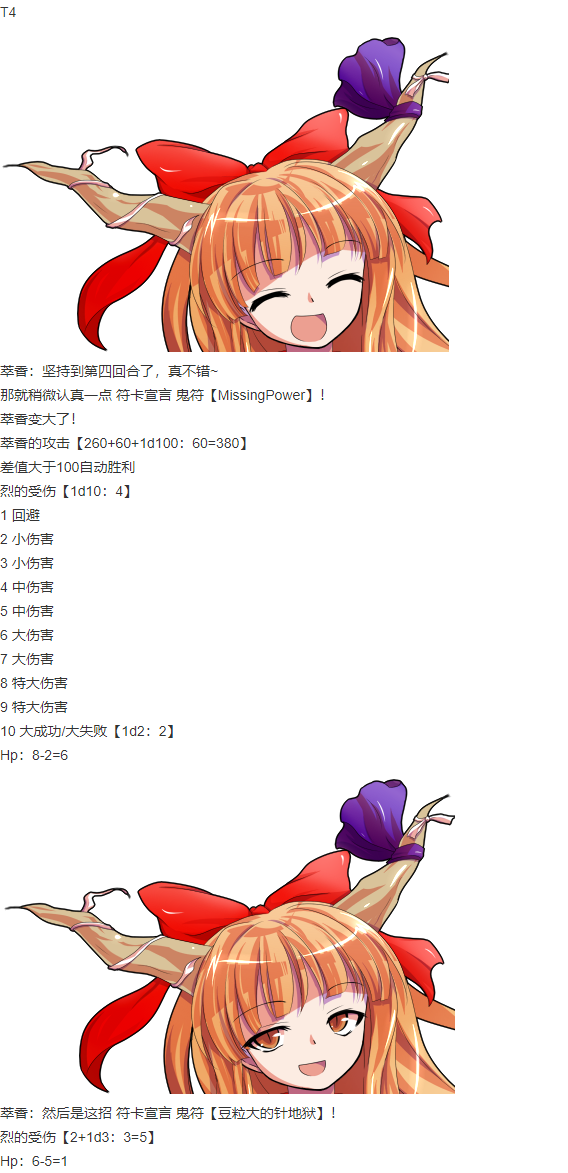 T4
萃香：坚持到第四回合了，真不错~
那就稍微认真一点 符卡宣言 鬼符【MissingPower】！
萃香变大了！
萃香的攻击【260+60+1d100：60=380】
差值大于100自动胜利
烈的受伤【1d10：4】
1 回避
2 小伤害
3 小伤害
4 中伤害
5 中伤害
6 大伤害
7 大伤害
8 特大伤害
9 特大伤害
10 大成功/大失败【1d2：2】
Hp：8-2=6
萃香：然后是这招 符卡宣言 鬼符【豆粒大的针地狱】！
烈的受伤【2+1d3：3=5】
Hp：6-5=1